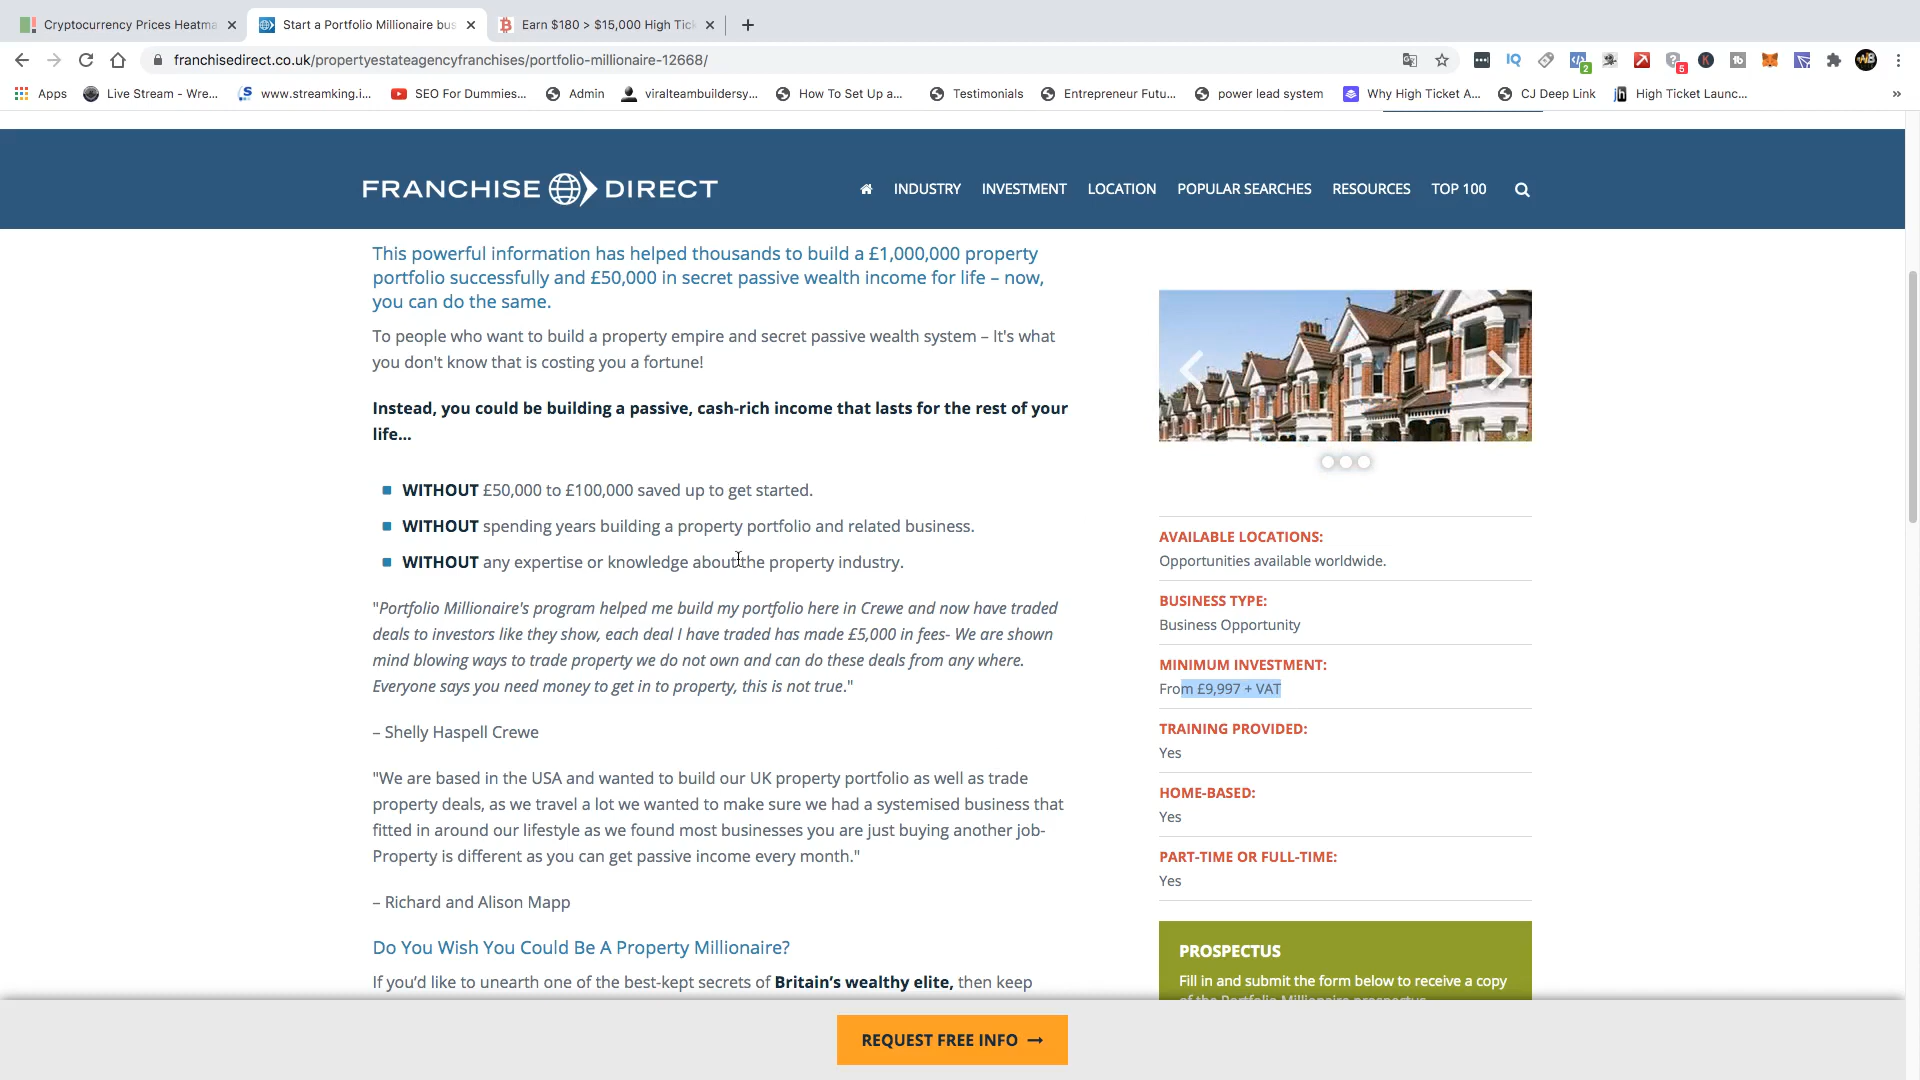 Cryptocurrency Prices Heatma
Start a Portfolio Millionaire bus
Earn $180 > $15,000 High Tick
franchisedirect.co.uk/propertyestateagencyfranchises/portfolio-millionaire-12668/
IQ
2
5
K
tb
Apps
Live Stream - Wre...
www.streamking.i...
SEO For Dummies...
Admin
viralteambuildersy...
How To Set Up a...
Testimonials
Entrepreneur Futu...
power lead system
Why High Ticket A...
CJ Deep Link
High Ticket Launc...
»
FRANCHISE DIRECT
INDUSTRY
INVESTMENT
LOCATION
POPULAR SEARCHES
RESOURCES
TOP 100
This powerful information has helped thousands to build a £1,000,000 property
portfolio successfully and £50,000 in secret passive wealth income for life – now,
you can do the same.
To people who want to build a property empire and secret passive wealth system – It's what
you don't know that is costing you a fortune!
Instead, you could be building a passive, cash-rich income that lasts for the rest of your
life...
WITHOUT £50,000 to £100,000 saved up to get started.
WITHOUT spending years building a property portfolio and related business.
WITHOUT any expertise or knowledge about the property industry.
"Portfolio Millionaire's program helped me build my portfolio here in Crewe and now have traded
deals to investors like they show, each deal I have traded has made £5,000 in fees- We are shown
mind blowing ways to trade property we do not own and can do these deals from any where.
Everyone says you need money to get in to property, this is not true."
– Shelly Haspell Crewe
"We are based in the USA and wanted to build our UK property portfolio as well as trade
property deals, as we travel a lot we wanted to make sure we had a systemised business that
fitted in around our lifestyle as we found most businesses you are just buying another job-
Property is different as you can get passive income every month."
– Richard and Alison Mapp
Do You Wish You Could Be A Property Millionaire?
If you'd like to unearth one of the best-kept secrets of Britain's wealthy elite, then keep
AVAILABLE LOCATIONS:
Opportunities available worldwide.
BUSINESS TYPE:
Business Opportunity
MINIMUM INVESTMENT:
From £9,997 + VAT
TRAINING PROVIDED:
Yes
HOME-BASED:
Yes
PART-TIME OR FULL-TIME:
Yes
PROSPECTUS
Fill in and submit the form below to receive a copy
of the Portfolio Millionaire prospectus
REQUEST FREE INFO →